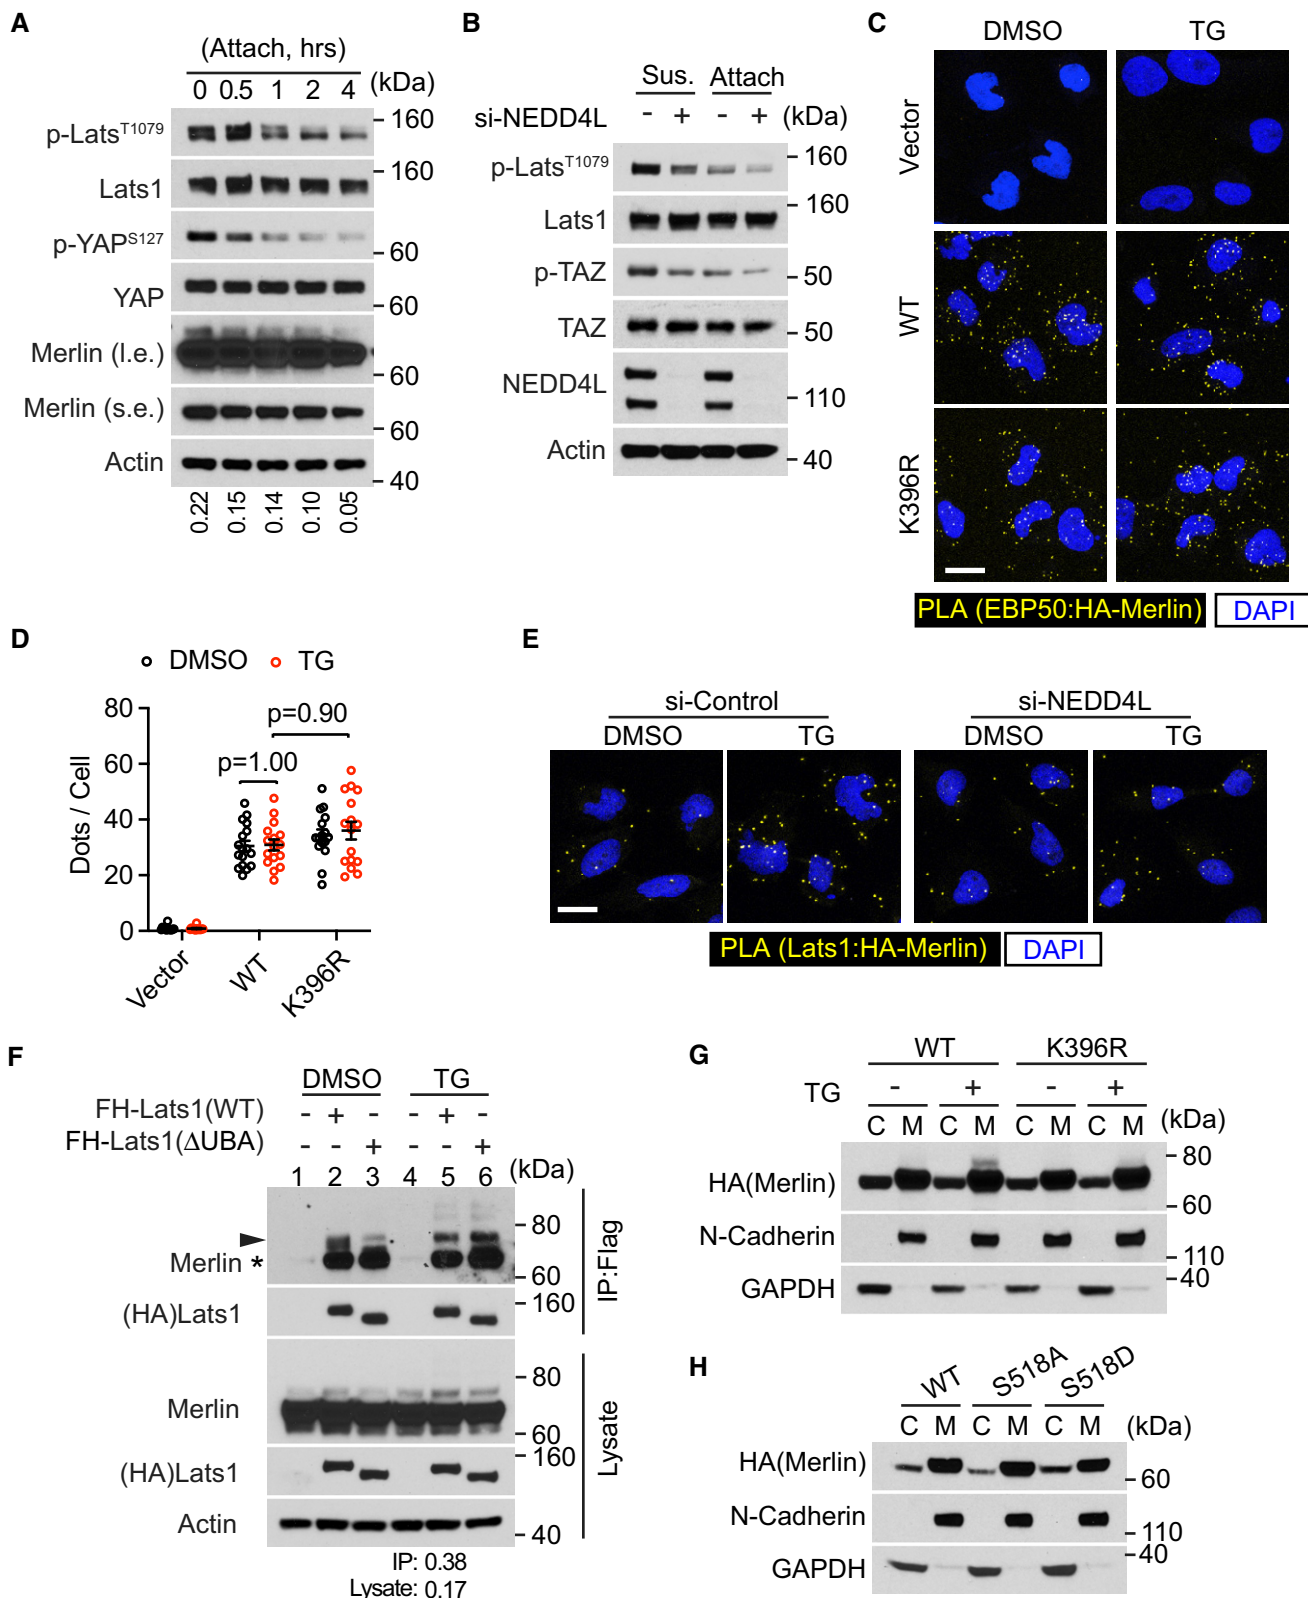 A
(Attach, hrs)
0 0.5 1 2 4 (kDa)
p-Lats^T1079 160
Lats1 160
p-YAP^S127 60
YAP 60
Merlin (l.e.) 60
Merlin (s.e.) 60
Actin 40
0.22 0.15 0.14 0.10 0.05
B
Sus. Attach
si-NEDD4L - + - + (kDa)
p-Lats^T1079 160
Lats1 160
p-TAZ 50
TAZ 50
NEDD4L 110
Actin 40
C
DMSO TG
Vector
WT
K396R
PLA (EBP50:HA-Merlin) DAPI
D
DMSO TG
Dots / Cell
80
60
40
20
0
p=0.90
p=1.00
Vector WT K396R
E
si-Control si-NEDD4L
DMSO TG DMSO TG
PLA (Lats1:HA-Merlin) DAPI
F
DMSO TG
FH-Lats1(WT) - + - - + -
FH-Lats1(ΔUBA) - - + - - +
1 2 3 4 5 6 (kDa)
80
Merlin * 60
(HA)Lats1 160
IP:Flag
80
Merlin 60
(HA)Lats1 160
Actin 40
Lysate
IP: 0.38
Lysate: 0.17
G
WT K396R
TG - + - +
C M C M C M C M (kDa)
80
HA(Merlin) 60
N-Cadherin 110
GAPDH 40
H
WT S518A S518D
C M C M C M (kDa)
HA(Merlin) 60
N-Cadherin 110
GAPDH 40